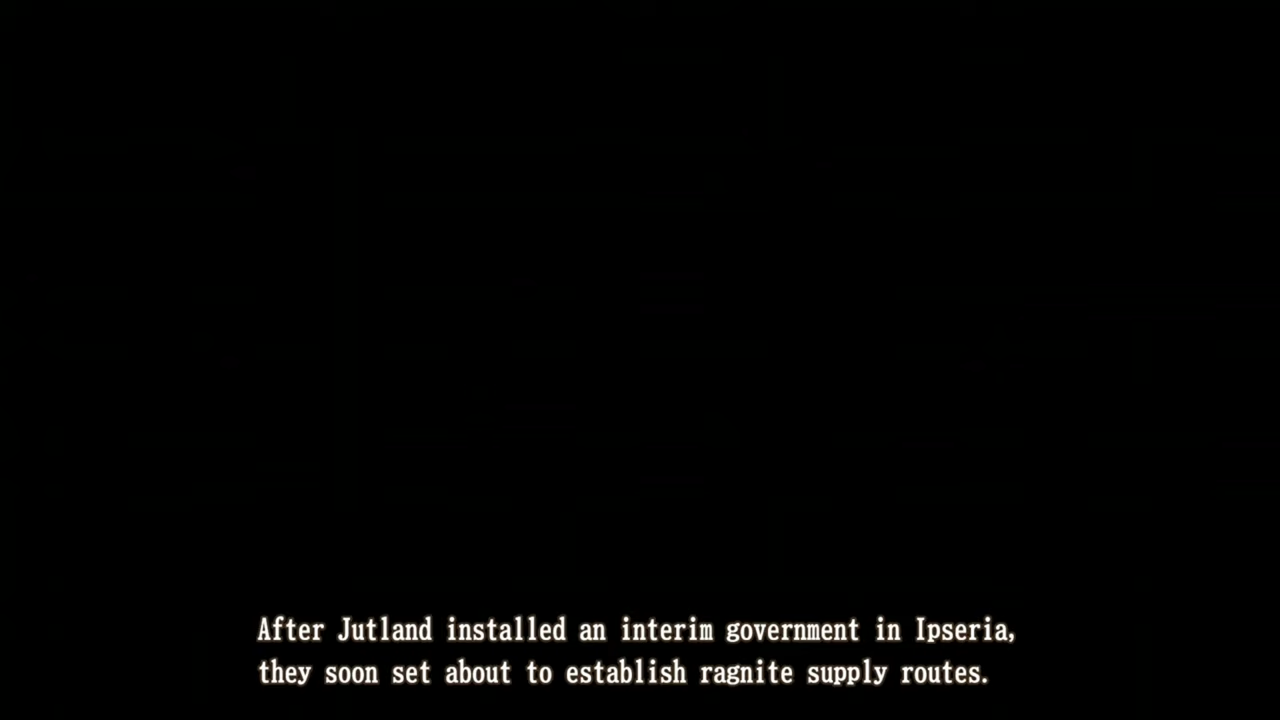 After Jutland installed an interim government in Ipseria,
they soon set about to establish ragnite supply routes.